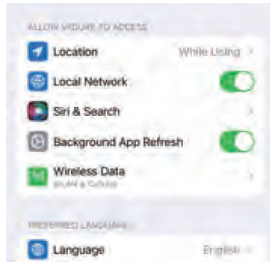 ALLOW VIDURE TO ACCESS
Location While Using
Local Network
Siri & Search
Background App Refresh
Wireless Data
WLAN & Cellular
PREFERRED LANGUAGE
Language English